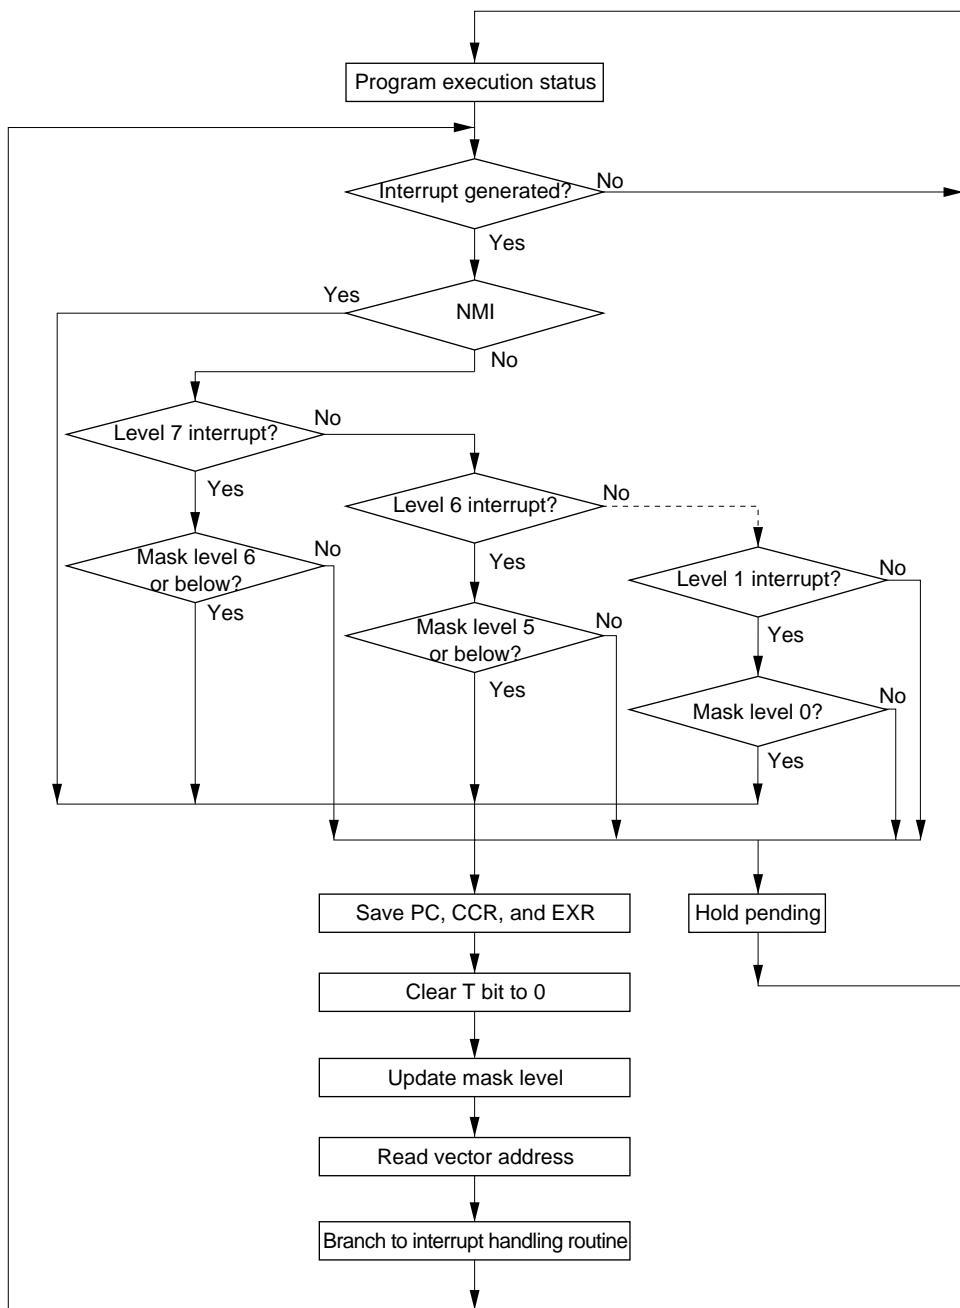 Program execution status
Interrupt generated?
No
Yes
Yes
NMI
No
Level 7 interrupt?
No
Yes
Level 6 interrupt?
No
Mask level 6
or below?
No
Yes
Yes
Level 1 interrupt?
No
Mask level 5
or below?
No
Yes
Yes
Mask level 0?
No
Yes
Save PC, CCR, and EXR
Hold pending
Clear T bit to 0
Update mask level
Read vector address
Branch to interrupt handling routine